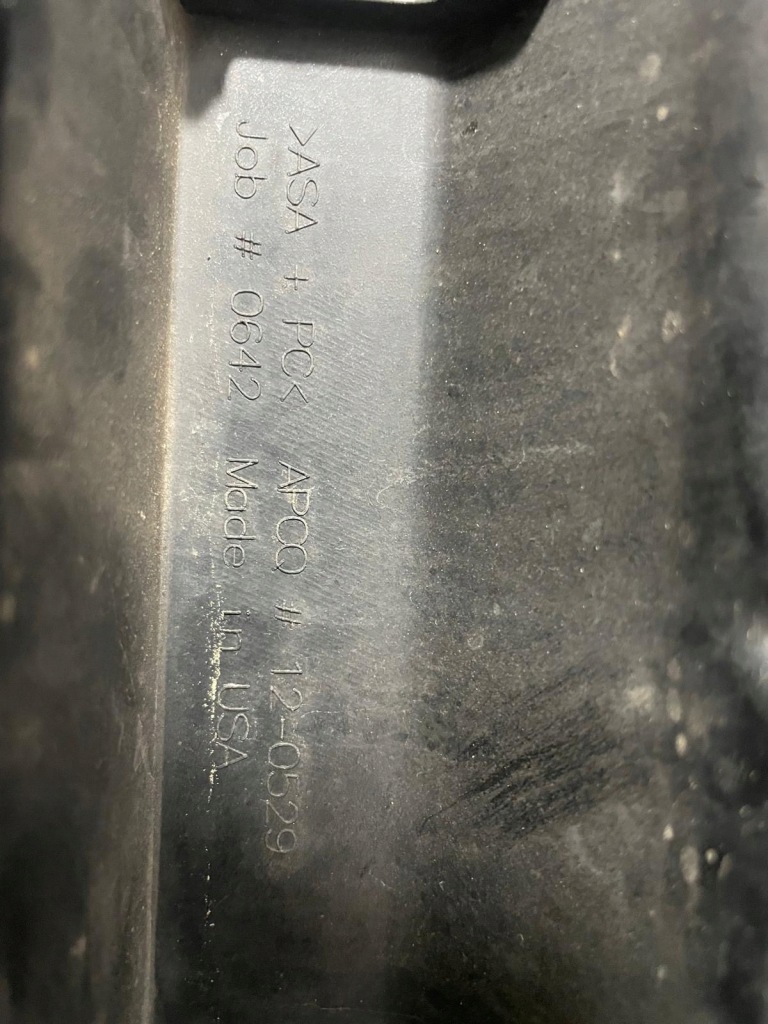 >ASA + PC< APCQ # 12-0529
Job # 0642 Made in USA